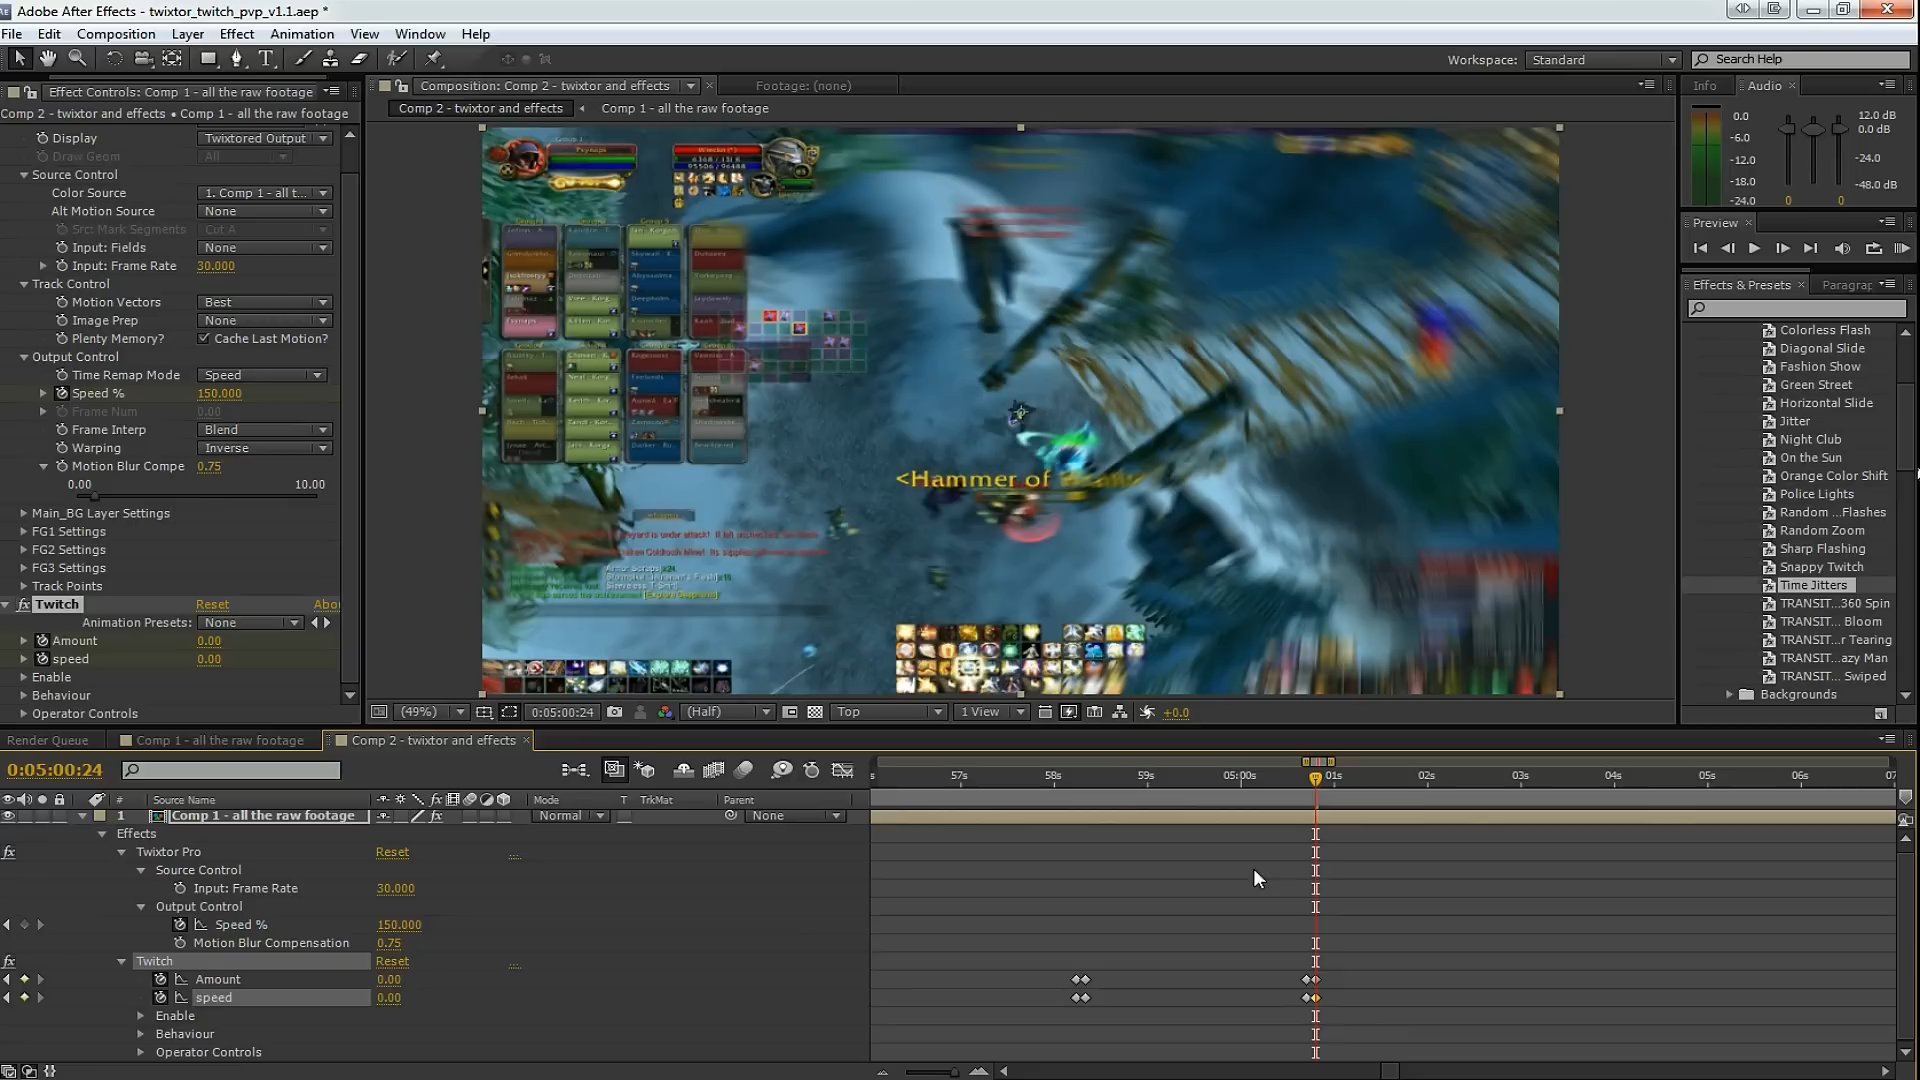 Adobe After Effects - twixtor_twitch_pvp_v1.1.aep *
File Edit Composition Layer Effect Animation View Window Help
Workspace: Standard
Search Help
Effect Controls: Comp 1 - all the raw footage
Comp 2 - twixtor and effects • Comp 1 - all the raw footage
Display Twixtored Output
Draw Geom All
Source Control
Color Source 1. Comp 1 - all t...
Alt Motion Source None
Src: Mark Segments Cut A
Input: Fields None
Input: Frame Rate 30.000
Track Control
Motion Vectors Best
Image Prep None
Plenty Memory? Cache Last Motion?
Output Control
Time Remap Mode Speed
Speed % 150.000
Frame Num 0.00
Frame Interp Blend
Warping Inverse
Motion Blur Compe 0.75
0.00 10.00
Main_BG Layer Settings
FG1 Settings
FG2 Settings
FG3 Settings
Track Points
Twitch Reset Abo
Animation Presets: None
Amount 0.00
speed 0.00
Enable
Behaviour
Operator Controls
Composition: Comp 2 - twixtor and effects
Footage: (none)
Comp 2 - twixtor and effects Comp 1 - all the raw footage
<Hammer of
(49%) 0:05:00:24 (Half) Top 1 View +0.0
Info Audio
0.0
-6.0
-12.0
-18.0
-24.0
12.0 dB
0.0 dB
-24.0
-48.0 dB
0 0
Preview
Effects & Presets Paragrap
Colorless Flash
Diagonal Slide
Fashion Show
Green Street
Horizontal Slide
Jitter
Night Club
On the Sun
Orange Color Shift
Police Lights
Random ...Flashes
Random Zoom
Sharp Flashing
Snappy Twitch
Time Jitters
TRANSIT...360 Spin
TRANSIT... Bloom
TRANSIT...r Tearing
TRANSIT...azy Man
TRANSIT... Swiped
Backgrounds
Render Queue Comp 1 - all the raw footage Comp 2 - twixtor and effects
0:05:00:24
57s 58s 59s 05:00s 01s 02s 03s 04s 05s 06s 07
# Source Name fx Mode T TrkMat Parent
1 Comp 1 - all the raw footage fx Normal None
Effects
fx Twixtor Pro Reset ...
Source Control
Input: Frame Rate 30.000
Output Control
Speed % 150.000
Motion Blur Compensation 0.75
fx Twitch Reset ...
Amount 0.00
speed 0.00
Enable
Behaviour
Operator Controls